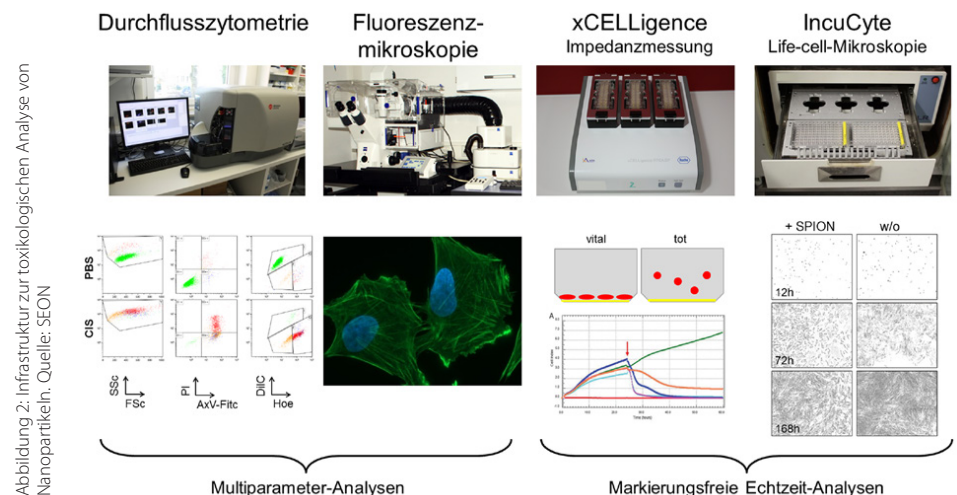 Abbildung 2: Infrastruktur zur toxikologischen Analyse von
Nanopartikeln. Quelle: SEON
Durchflusszytometrie
Fluoreszenz-
mikroskopie
xCELLigence
Impedanzmessung
IncuCyte
Life-cell-Mikroskopie
PBS
CIS
SSc
FSc
PI
AxV-Fitc
DilC
Hoe
vital
tot
A
Time (hours)
+ SPION
w/o
12h
72h
168h
Multiparameter-Analysen
Markierungsfreie Echtzeit-Analysen